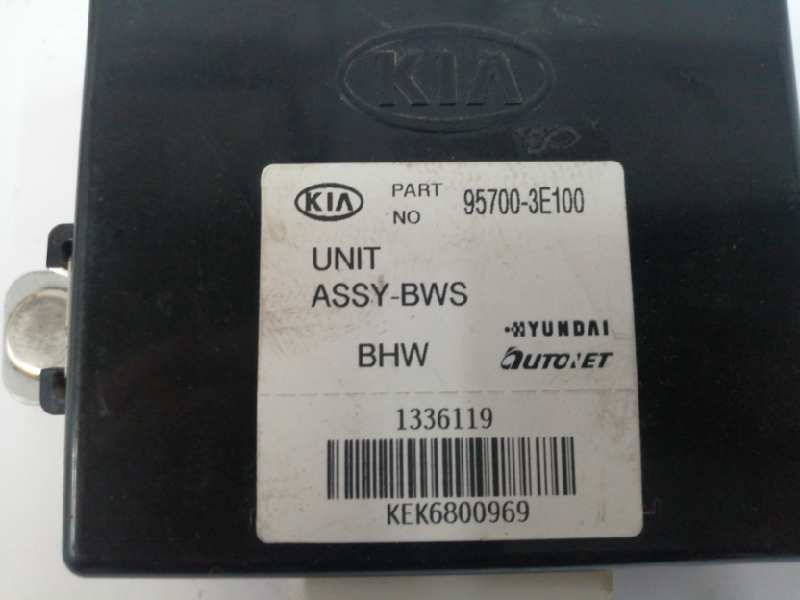 KIA
KIA PART NO 95700-3E100
UNIT
ASSY-BWS
HYUNDAI
BHW AUTONET
1336119
KEK6800969